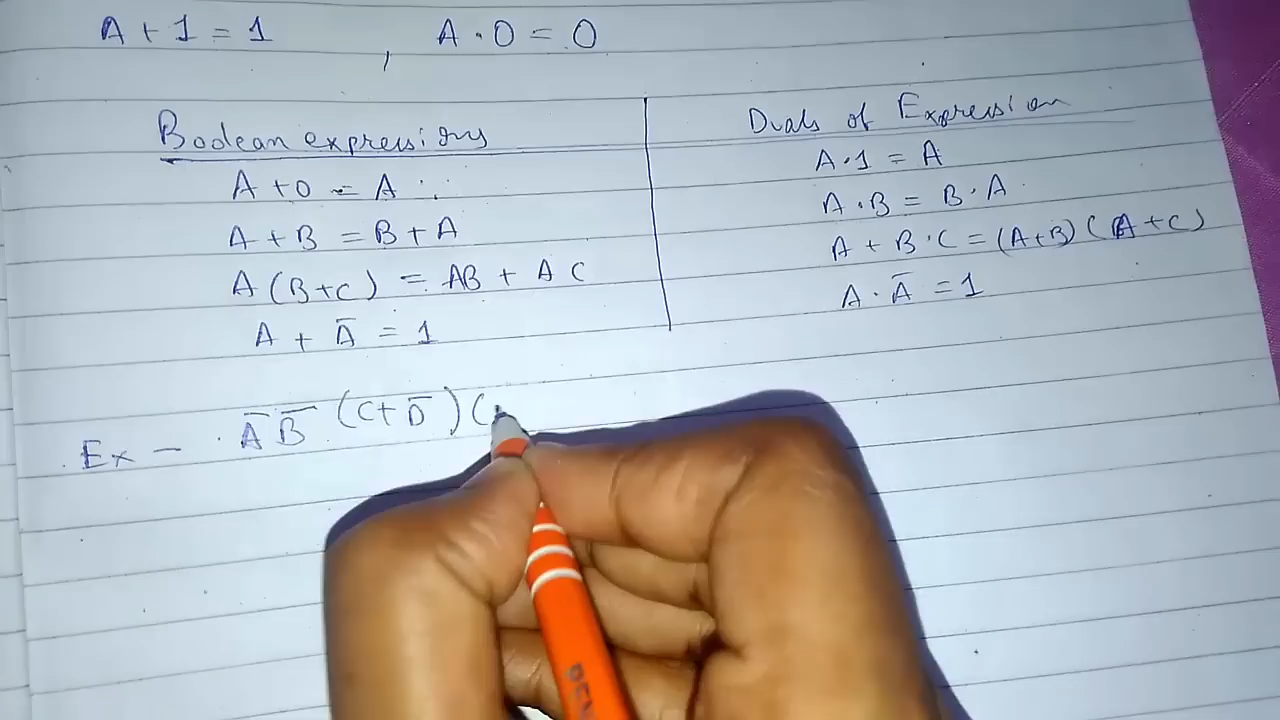 A + 1 = 1 , A · 0 = 0
Boolean expressions
A + 0 = A
A + B = B + A
A (B+C) = AB + AC
A + Ā = 1
Duals of Expression
A · 1 = A
A · B = B · A
A + B · C = (A+B) (A+C)
A · Ā = 1
Ex - A̅ B̅ (C+D̅) (